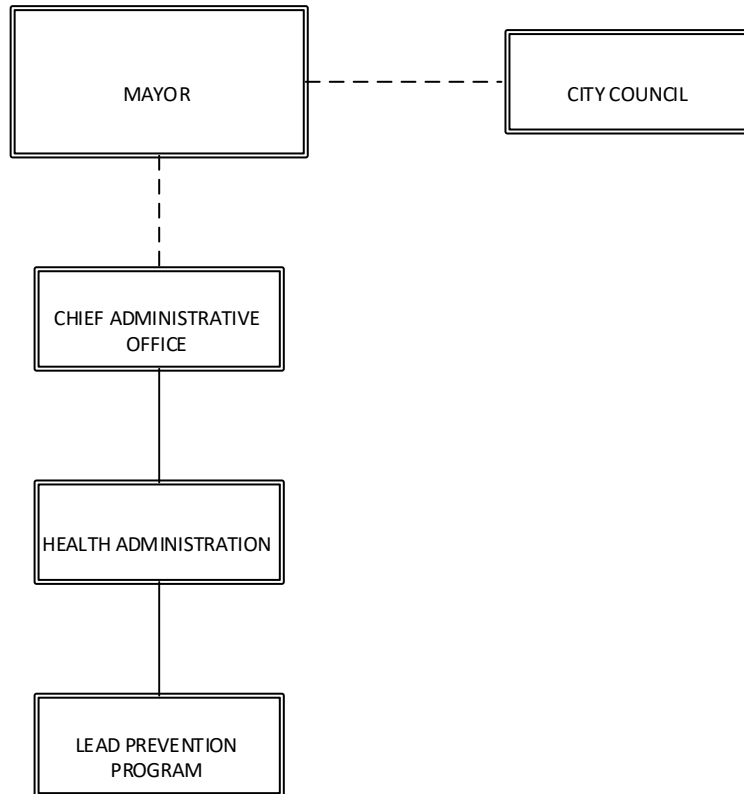 MAYOR
CITY COUNCIL
CHIEF ADMINISTRATIVE
OFFICE
HEALTH ADMINISTRATION
LEAD PREVENTION
PROGRAM